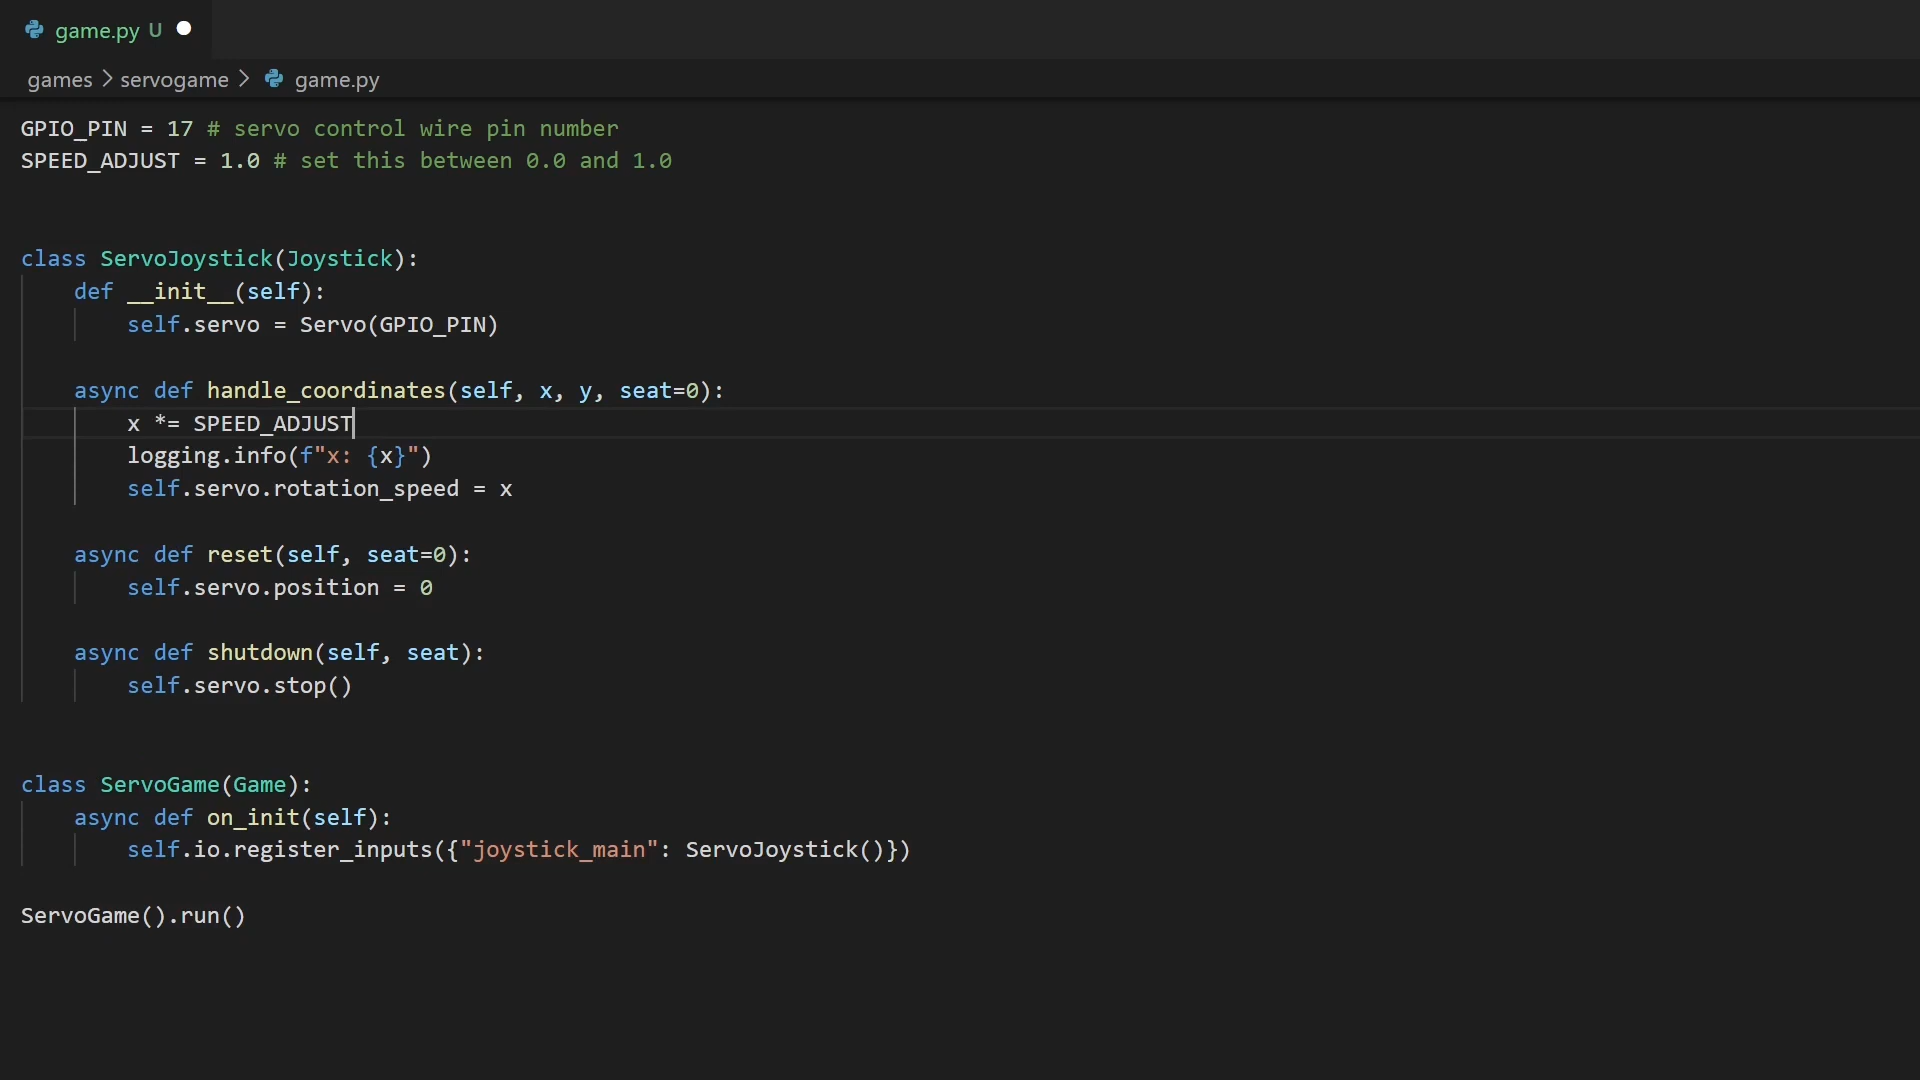 game.py U
games > servogame > game.py
GPIO_PIN = 17 # servo control wire pin number
SPEED_ADJUST = 1.0 # set this between 0.0 and 1.0
class ServoJoystick(Joystick):
    def __init__(self):
        self.servo = Servo(GPIO_PIN)
    async def handle_coordinates(self, x, y, seat=0):
        x *= SPEED_ADJUST
        logging.info(f"x: {x}")
        self.servo.rotation_speed = x
    async def reset(self, seat=0):
        self.servo.position = 0
    async def shutdown(self, seat):
        self.servo.stop()
class ServoGame(Game):
    async def on_init(self):
        self.io.register_inputs({"joystick_main": ServoJoystick()})
ServoGame().run()